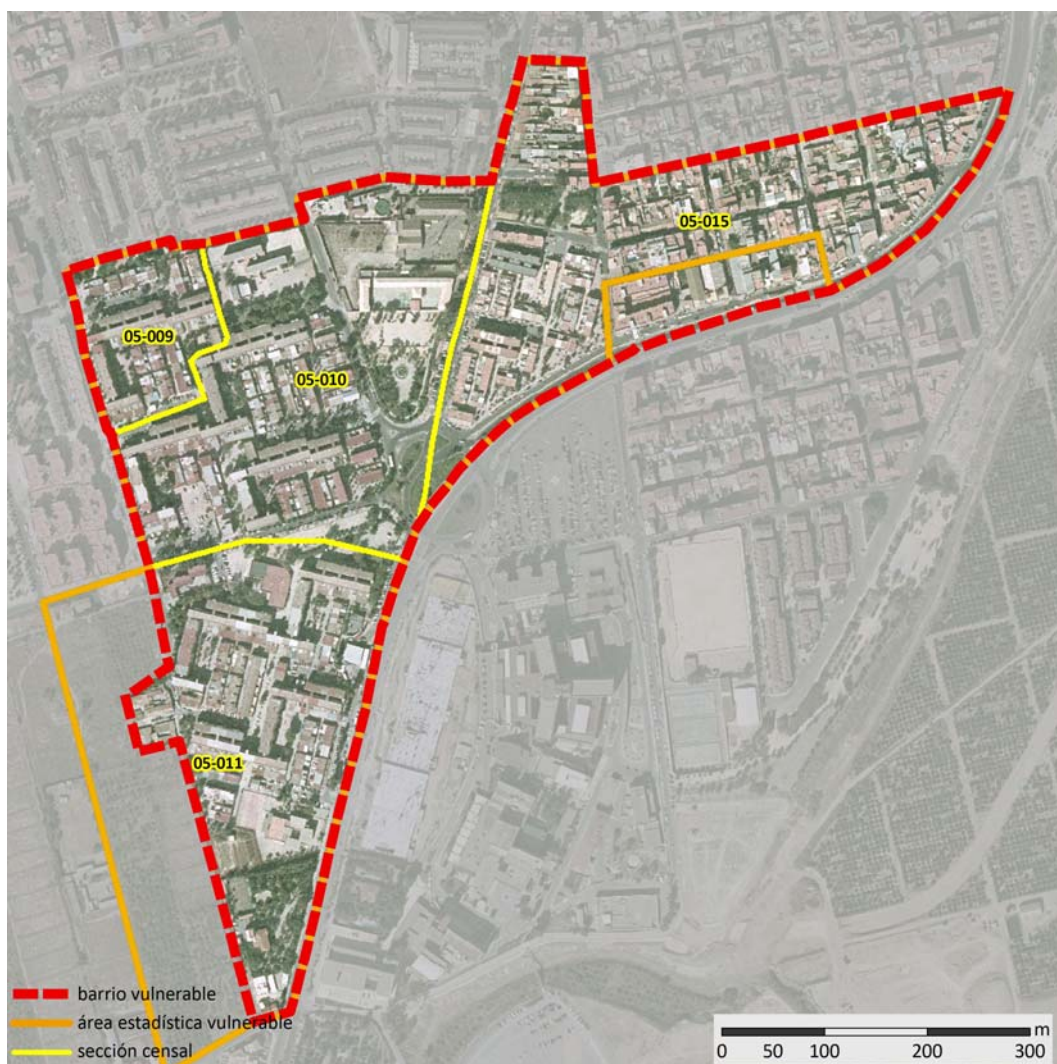 05-015
05-009
05-010
05-011
barrio vulnerable
área estadística vulnerable
sección censal
m
0 50 100 200 300